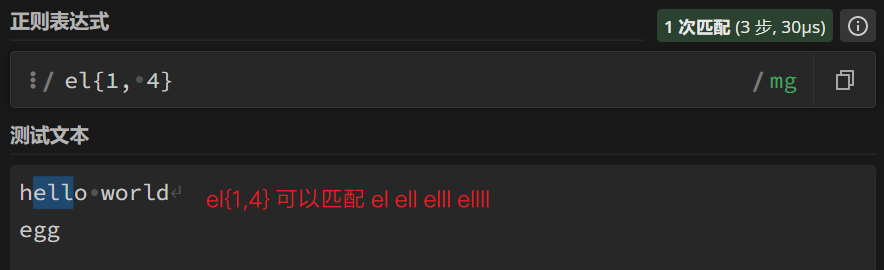 正则表达式
1 次匹配 (3 步, 30μs)
/ el{1, 4} / mg
测试文本
hello world
el{1,4} 可以匹配 el ell elll ellll
egg